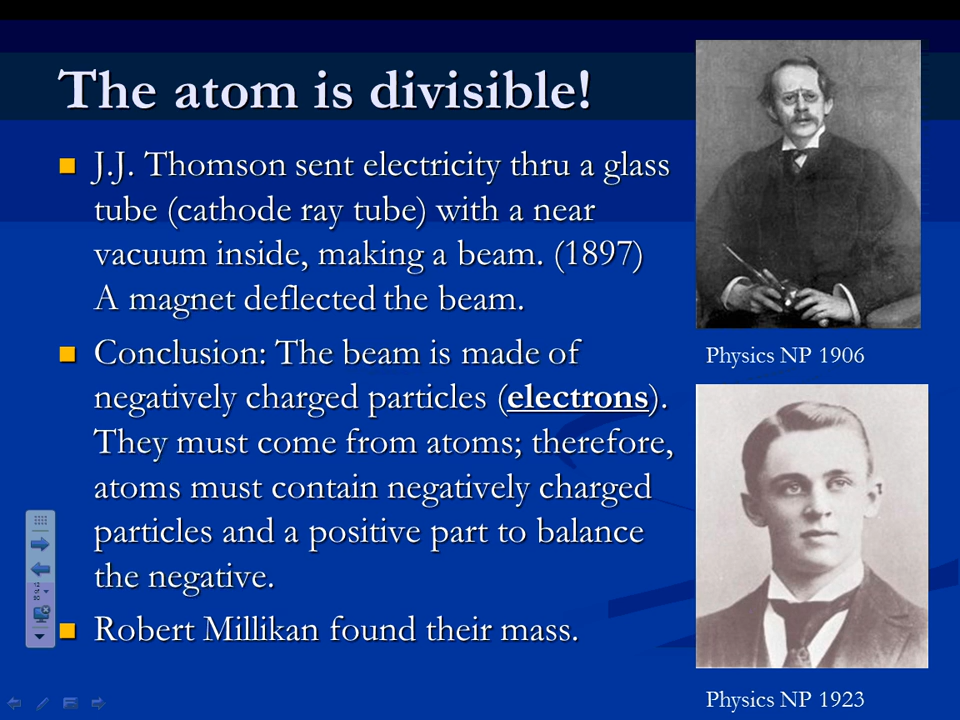 The atom is divisible!
J.J. Thomson sent electricity thru a glass
tube (cathode ray tube) with a near
vacuum inside, making a beam. (1897)
A magnet deflected the beam.
Conclusion: The beam is made of
negatively charged particles (electrons).
They must come from atoms; therefore,
atoms must contain negatively charged
particles and a positive part to balance
the negative.
Robert Millikan found their mass.
Physics NP 1906
Physics NP 1923